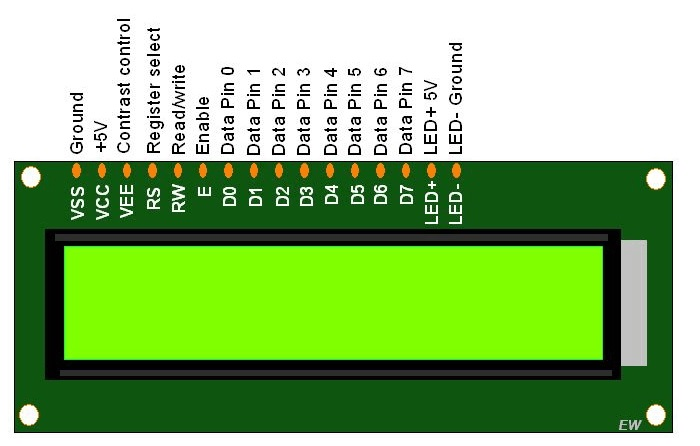 Ground
+5V
Contrast control
Register select
Read/write
Enable
Data Pin 0
Data Pin 1
Data Pin 2
Data Pin 3
Data Pin 4
Data Pin 5
Data Pin 6
Data Pin 7
LED+ 5V
LED- Ground
VSS
VCC
VEE
RS
RW
E
D0
D1
D2
D3
D4
D5
D6
D7
LED+
LED-
EW